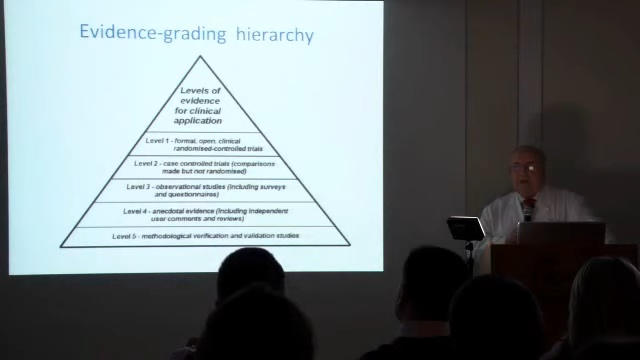 Evidence-grading hierarchy
Levels of
evidence
for clinical
application
Level 1 - formal, open, clinical
randomised-controlled trials
Level 2 - case controlled trials (comparisons
made but not randomised)
Level 3 - observational studies (including surveys
and questionnaires)
Level 4 - anecdotal evidence (including independent
user comments and reviews)
Level 5 - methodological verification and validation studies